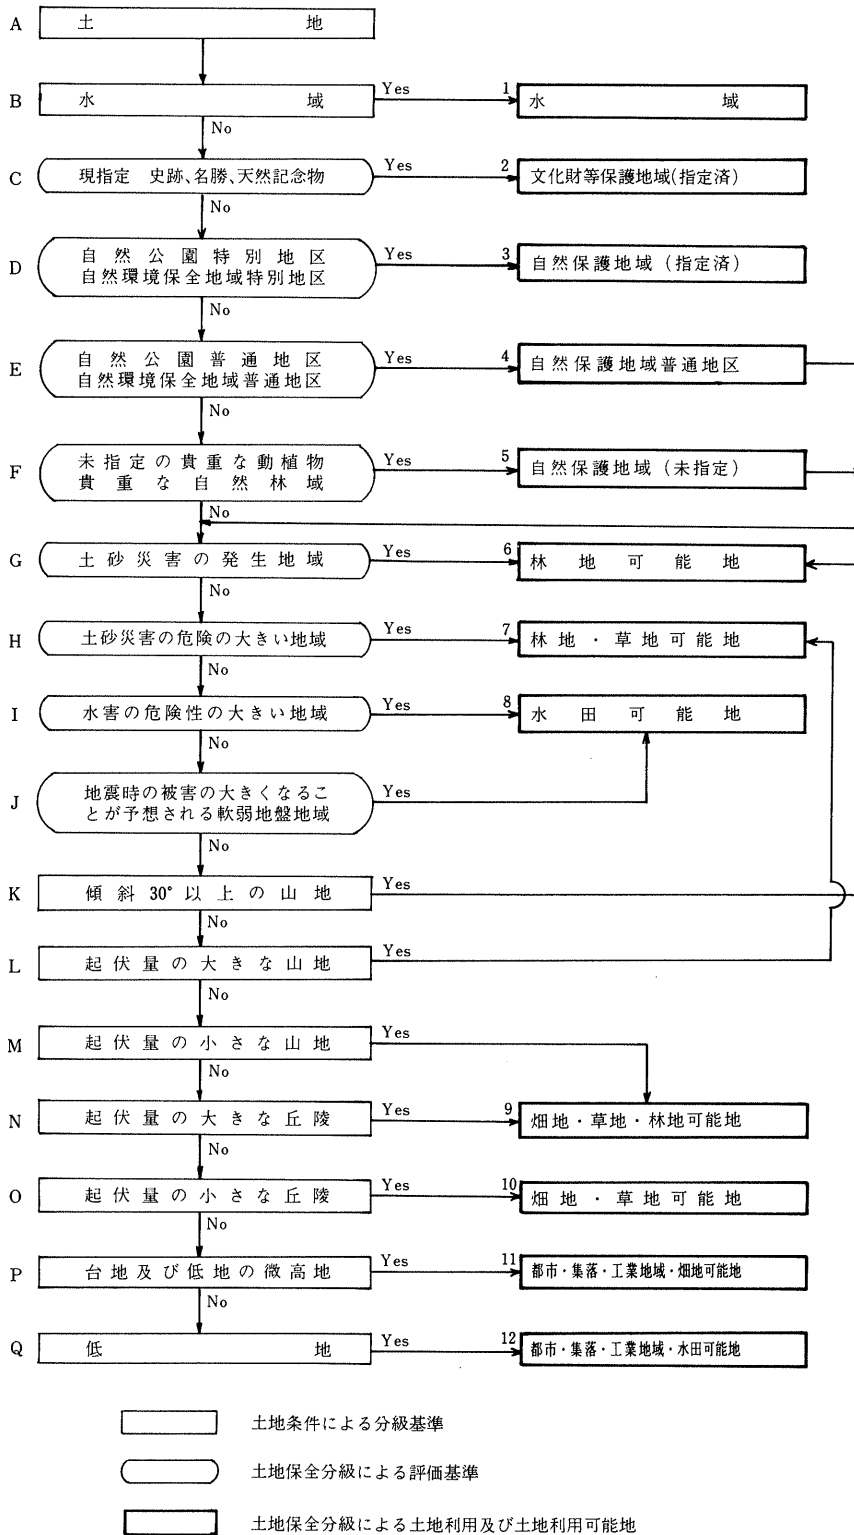 A 土地
B 水域 Yes 1 水域
No
C 現指定 史跡、名勝、天然記念物 Yes 2 文化財等保護地域(指定済)
No
D 自然公園特別地区
自然環境保全地域特別地区 Yes 3 自然保護地域(指定済)
No
E 自然公園普通地区
自然環境保全地域普通地区 Yes 4 自然保護地域普通地区
No
F 未指定の貴重な動植物
貴重な自然林域 Yes 5 自然保護地域(未指定)
No
G 土砂災害の発生地域 Yes 6 林地可能地
No
H 土砂災害の危険の大きい地域 Yes 7 林地・草地可能地
No
I 水害の危険性の大きい地域 Yes 8 水田可能地
No
J 地震時の被害の大きくなるこ
とが予想される軟弱地盤地域 Yes
No
K 傾斜30°以上の山地 Yes
No
L 起伏量の大きな山地 Yes
No
M 起伏量の小さな山地 Yes
No
N 起伏量の大きな丘陵 Yes 9 畑地・草地・林地可能地
No
O 起伏量の小さな丘陵 Yes 10 畑地・草地可能地
No
P 台地及び低地の微高地 Yes 11 都市・集落・工業地域・畑地可能地
No
Q 低地 Yes 12 都市・集落・工業地域・水田可能地
土地条件による分級基準
土地保全分級による評価基準
土地保全分級による土地利用及び土地利用可能地